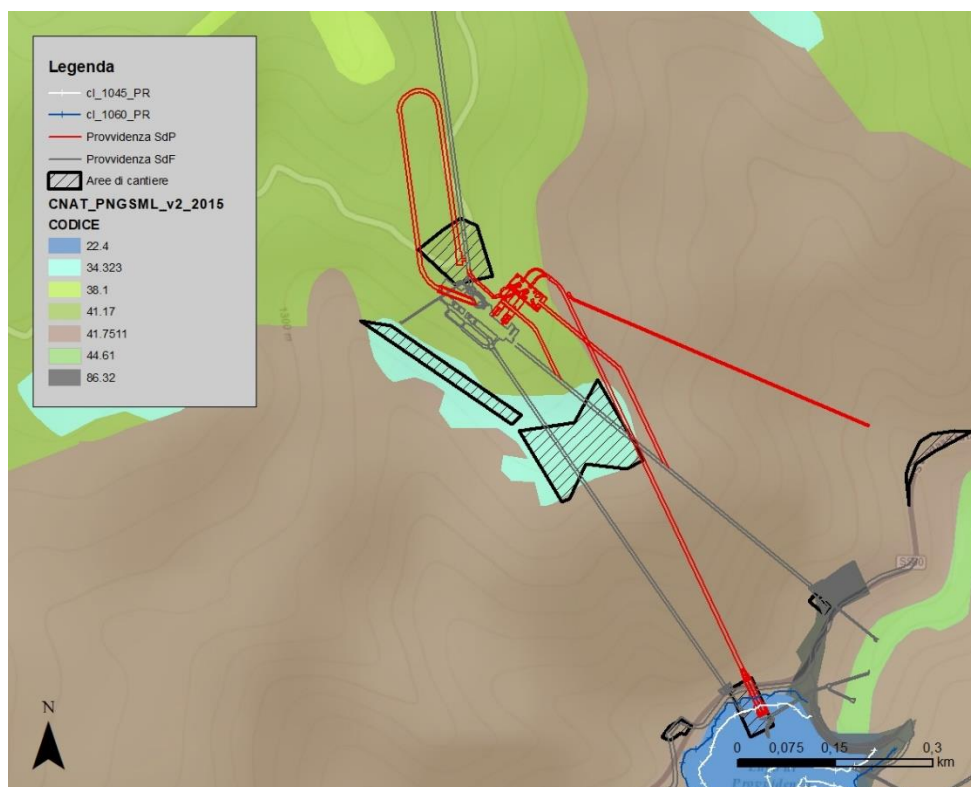 Legenda
cl_1045_PR
cl_1060_PR
Provvidenza SdP
Provvidenza SdF
Aree di cantiere
CNAT_PNGSML_v2_2015
CODICE
22.4
34.323
38.1
41.17
41.7511
44.61
86.32
N
0 0,075 0,15 0,3
km